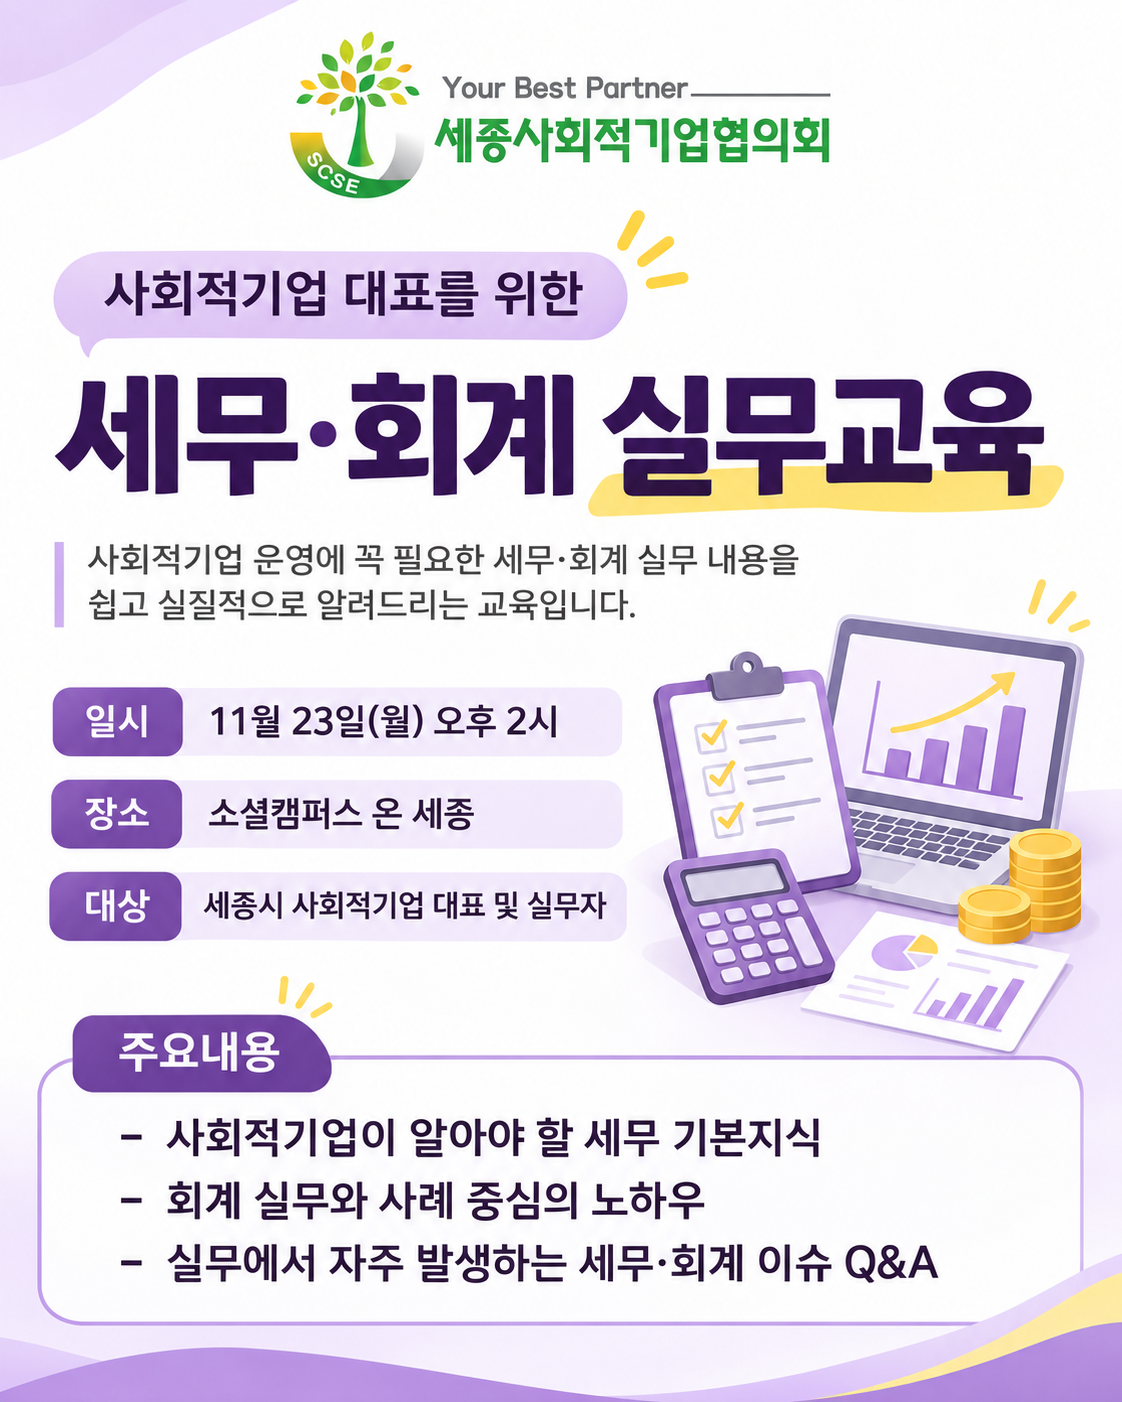 Your Best Partner
세종사회적기업협의회
SCSE
사회적기업 대표를 위한
세무·회계 실무교육
사회적기업 운영에 꼭 필요한 세무·회계 실무 내용을
쉽고 실질적으로 알려드리는 교육입니다.
일시 11월 23일(월) 오후 2시
장소 소셜캠퍼스 온 세종
대상 세종시 사회적기업 대표 및 실무자
주요내용
- 사회적기업이 알아야 할 세무 기본지식
- 회계 실무와 사례 중심의 노하우
- 실무에서 자주 발생하는 세무·회계 이슈 Q&A